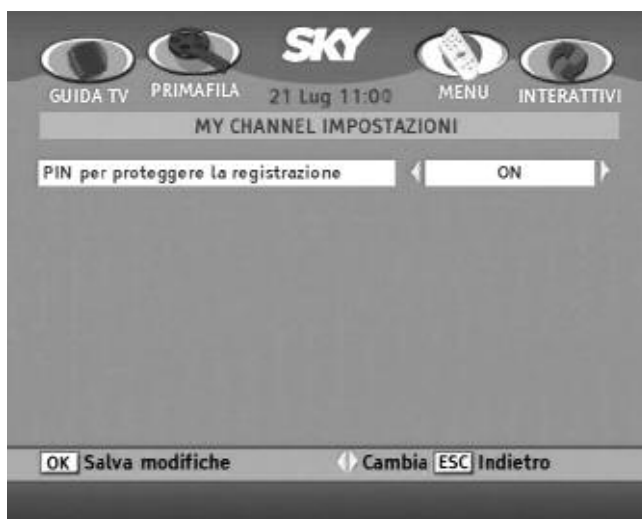 SKY
GUIDA TV PRIMAFILA 21 Lug 11:00 MENU INTERATTIVI
MY CHANNEL IMPOSTAZIONI
PIN per proteggere la registrazione ON
OK Salva modifiche Cambia ESC Indietro